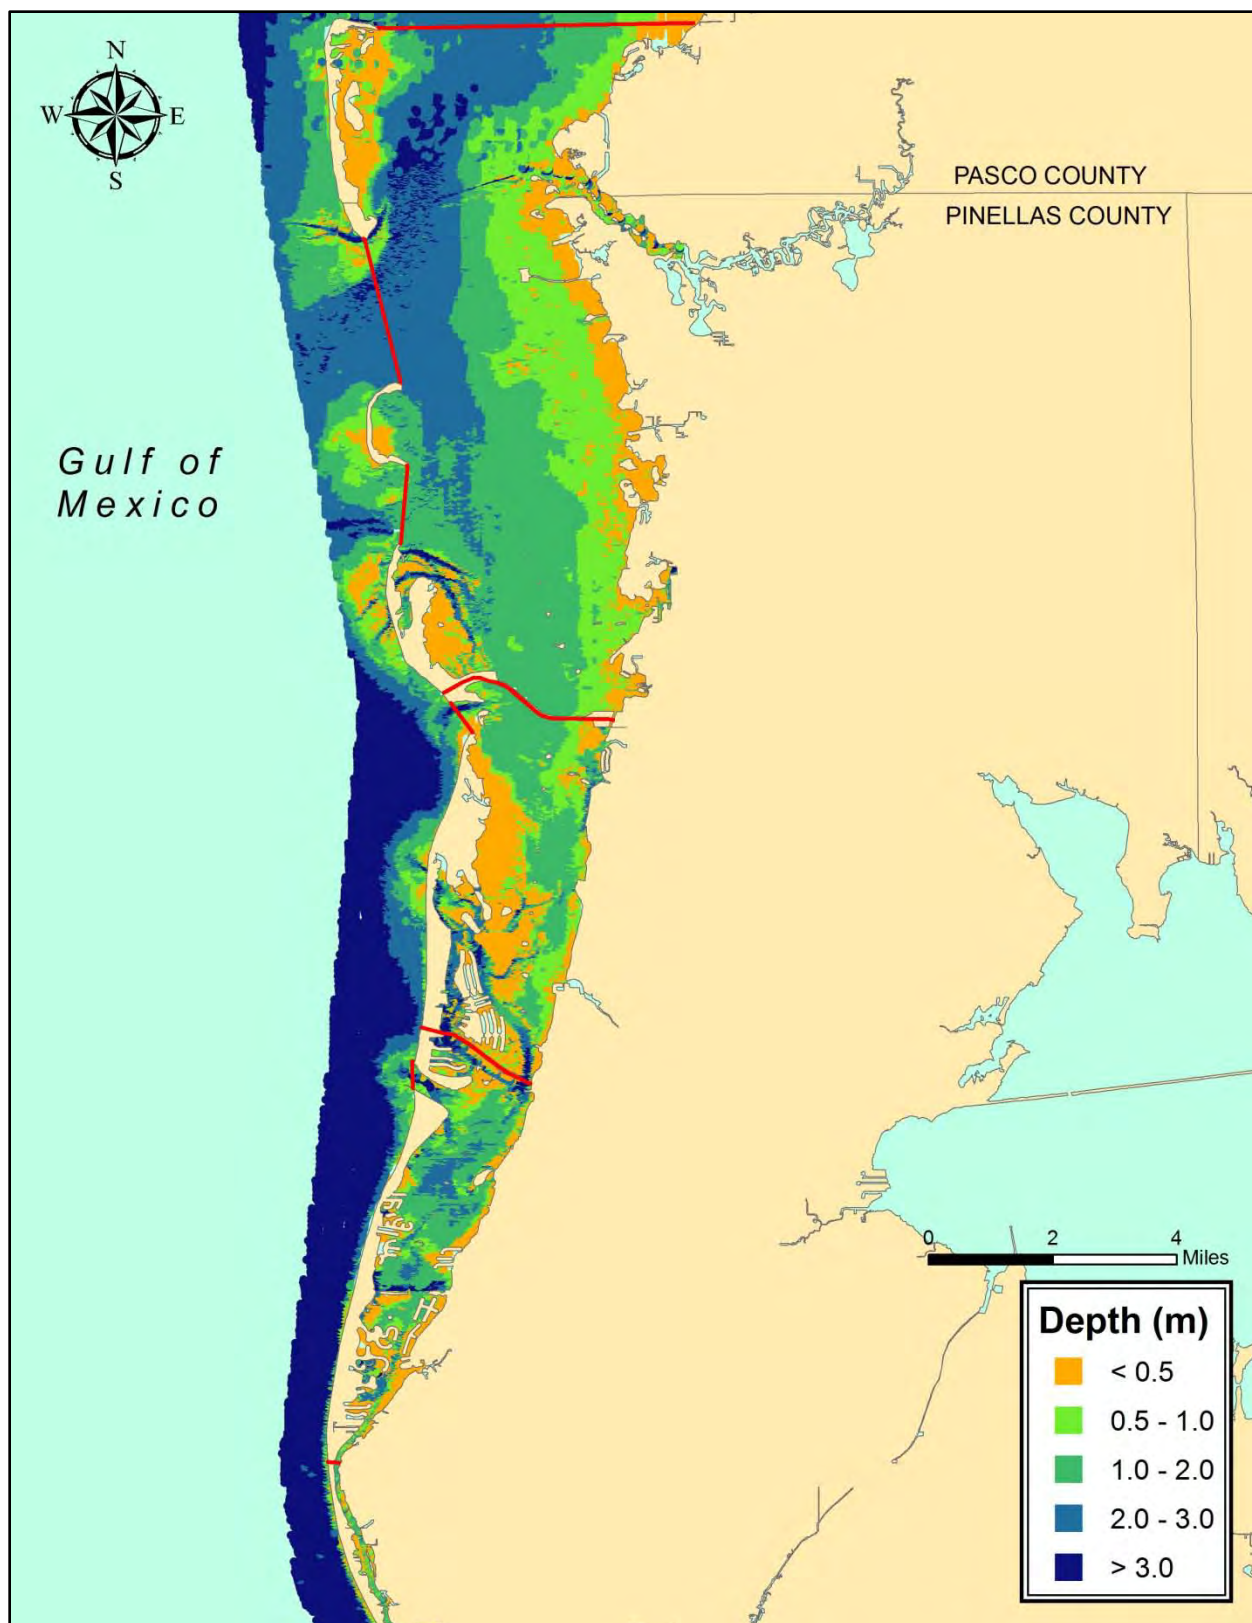 N
W E
S
PASCO COUNTY
PINELLAS COUNTY
Gulf of
Mexico
0 2 4
Miles
Depth (m)
< 0.5
0.5 - 1.0
1.0 - 2.0
2.0 - 3.0
> 3.0